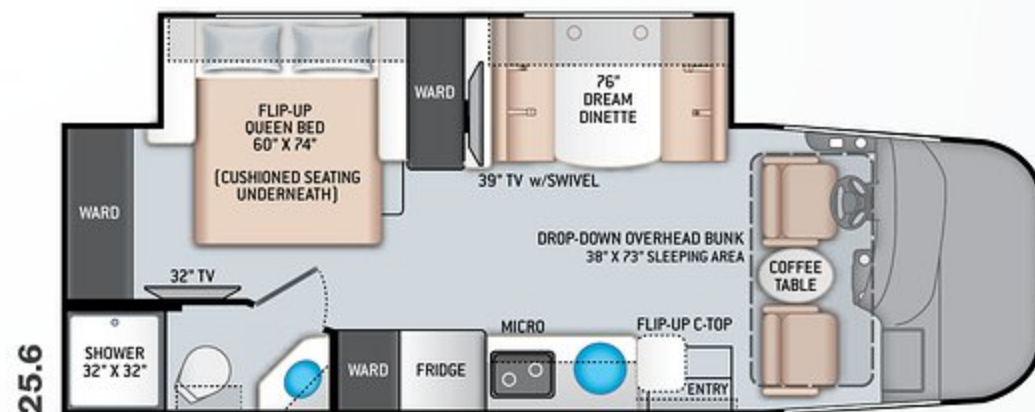 FLIP-UP
QUEEN BED
60" X 74"
(CUSHIONED SEATING
UNDERNEATH)
WARD
76"
DREAM
DINETTE
39" TV w/SWIVEL
WARD
32" TV
DROP-DOWN OVERHEAD BUNK
38" X 73" SLEEPING AREA
COFFEE
TABLE
SHOWER
32" X 32"
WARD
FRIDGE
MICRO
FLIP-UP C-TOP
ENTRY
25.6